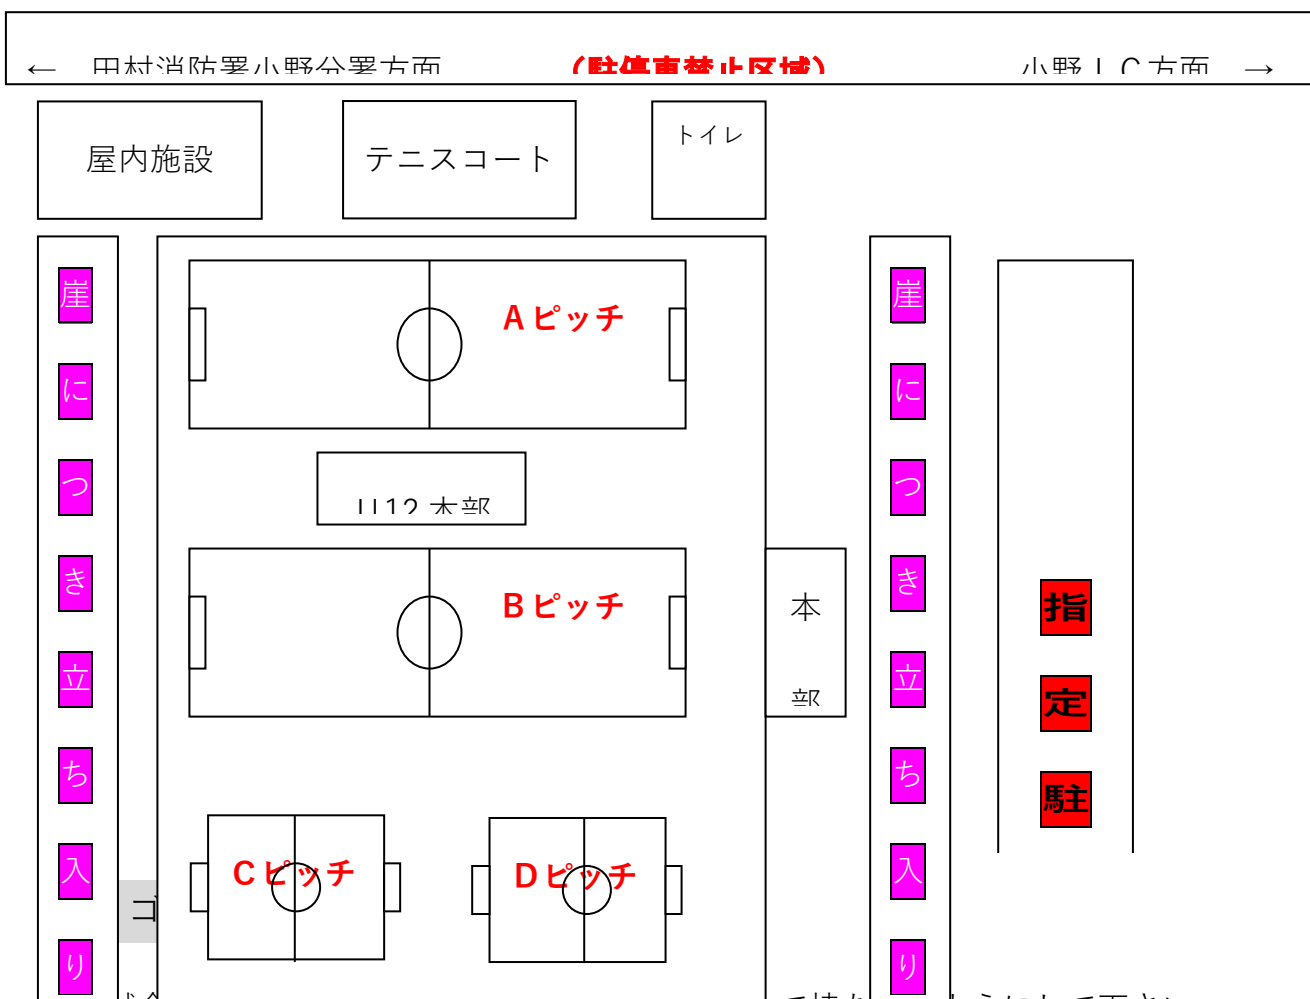 ← 田村消防署小野分署方面 （駐停車禁止区域） 小野ＩＣ方面 →
屋内施設
テニスコート
トイレ
崖につき立ち入り
Ａピッチ
U12 本部
Ｂピッチ
本部
Ｃピッチ
Ｄピッチ
崖につき立ち入り
指定駐